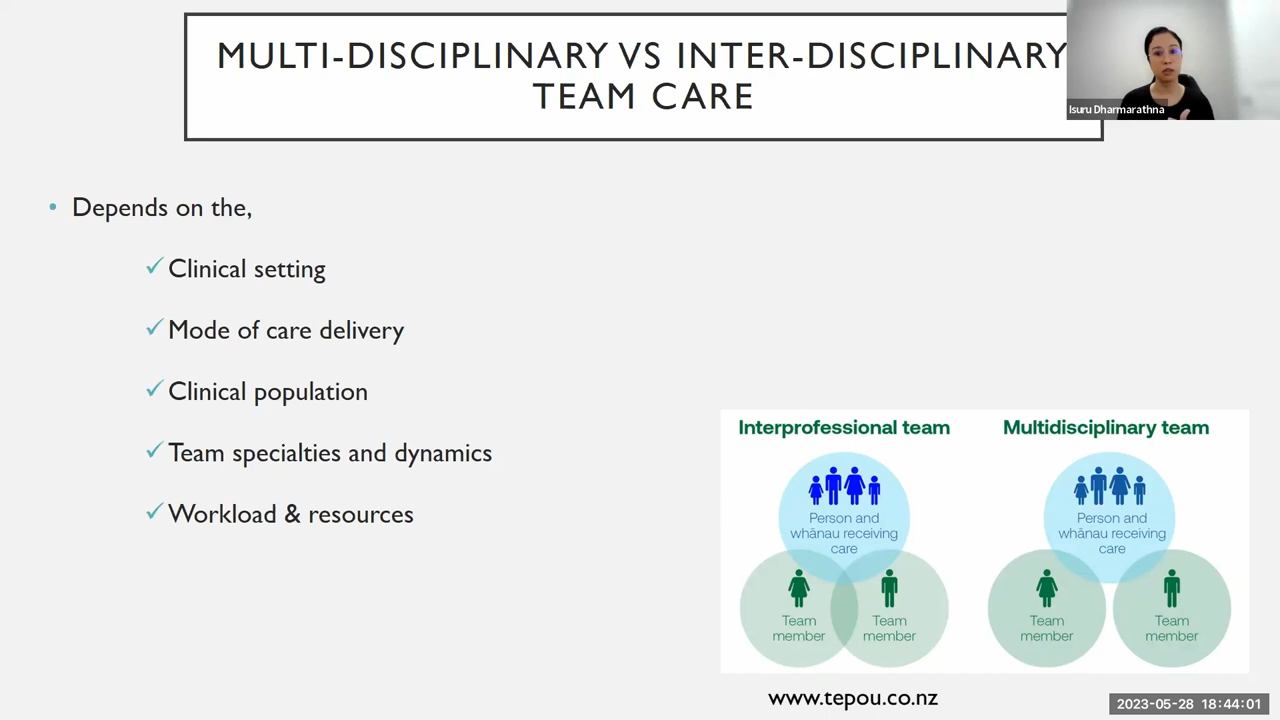 MULTI-DISCIPLINARY VS INTER-DISCIPLINARY
TEAM CARE
Isuru Dharmarathna
• Depends on the,
✓ Clinical setting
✓ Mode of care delivery
✓ Clinical population
✓ Team specialties and dynamics
✓ Workload & resources
Interprofessional team
Person and
whānau receiving
care
Team
member
Team
member
Multidisciplinary team
Person and
whānau receiving
care
Team
member
Team
member
www.tepou.co.nz
2023-05-28 18:44:01